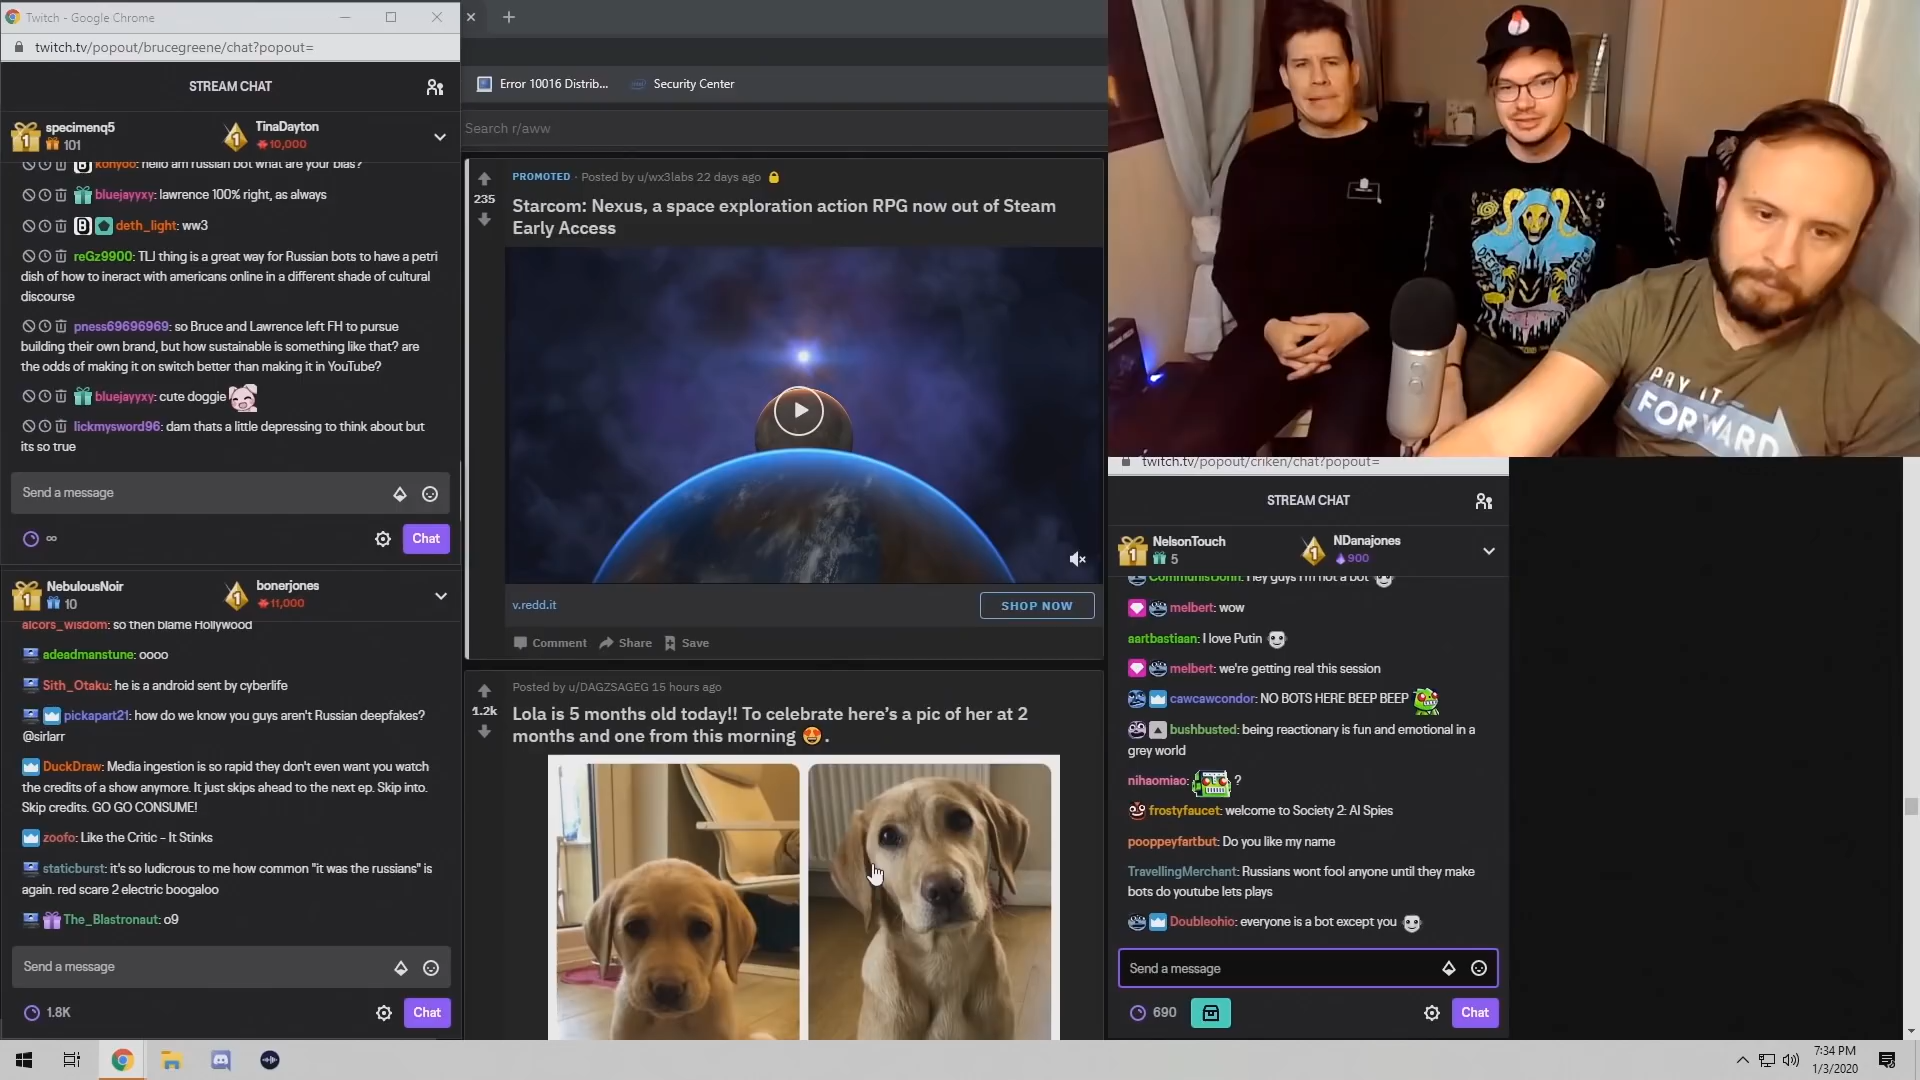 Twitch - Google Chrome
twitch.tv/popout/brucegreene/chat?popout=
STREAM CHAT
specimenq5
101
TinaDayton
10,000
konyoo: hello am russian bot what are your bias?
bluejayyxy: lawrence 100% right, as always
deth_light: ww3
reGz9900: TLJ thing is a great way for Russian bots to have a petri
dish of how to ineract with americans online in a different shade of cultural
discourse
pness69696969: so Bruce and Lawrence left FH to pursue
building their own brand, but how sustainable is something like that? are
the odds of making it on switch better than making it in YouTube?
bluejayyxy: cute doggie
lickmysword96: dam thats a little depressing to think about but
its so true
Send a message
∞
Chat
NebulousNoir
10
bonerjones
11,000
alcors_wisdom: so then blame Hollywood
adeadmanstune: oooo
Sith_Otaku: he is a android sent by cyberlife
pickapart21: how do we know you guys aren't Russian deepfakes?
@sirlarr
DuckDraw: Media ingestion is so rapid they don't even want you watch
the credits of a show anymore. It just skips ahead to the next ep. Skip into.
Skip credits. GO GO CONSUME!
zoofo: Like the Critic - It Stinks
staticburst: it's so ludicrous to me how common "it was the russians" is
again. red scare 2 electric boogaloo
The_Blastronaut: o9
Send a message
1.8K
Chat
Error 10016 Distrib...
Security Center
Search r/aww
235
PROMOTED · Posted by u/wx3labs 22 days ago
Starcom: Nexus, a space exploration action RPG now out of Steam
Early Access
v.redd.it
SHOP NOW
Comment
Share
Save
1.2k
Posted by u/DAGZSAGEG 15 hours ago
Lola is 5 months old today!! To celebrate here's a pic of her at 2
months and one from this morning 😍 .
PAY IT
FORWARD
twitch.tv/popout/criken/chat?popout=
STREAM CHAT
NelsonTouch
5
NDanajones
900
CommunistJohn: Hey guys I'm not a bot
melbert: wow
aartbastiaan: I love Putin
melbert: we're getting real this session
cawcawcondor: NO BOTS HERE BEEP BEEP
bushbusted: being reactionary is fun and emotional in a
grey world
nihaomiao: ?
frostyfaucet: welcome to Society 2: AI Spies
pooppeyfartbut: Do you like my name
TravellingMerchant: Russians wont fool anyone until they make
bots do youtube lets plays
Doubleohio: everyone is a bot except you
Send a message
690
Chat
7:34 PM
1/3/2020